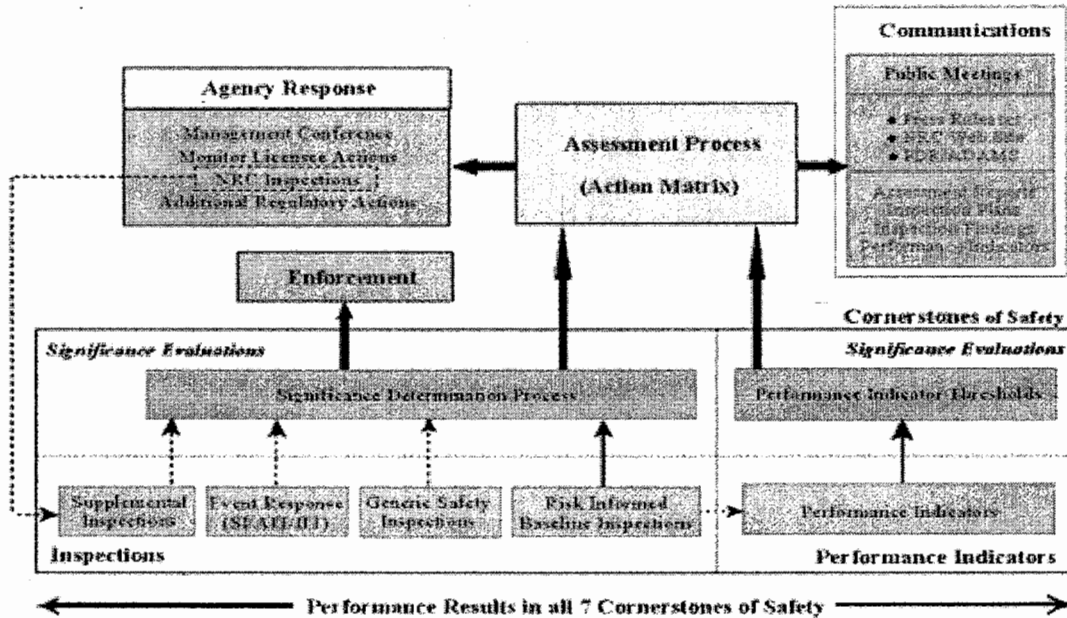 Communications
Public Meetings
• Press Releases
• NRC Web Site
• PDR/ADAMS
Assessment Reports
Inspection Plans
Inspection Findings
Performance Indicators
Agency Response
Management Conference
Monitor Licensee Actions
NRC Inspections
Additional Regulatory Actions
Assessment Process
(Action Matrix)
Enforcement
Cornerstones of Safety
Significance Evaluations
Significance Evaluations
Significance Determination Process
Performance Indicator Thresholds
Supplemental
Inspections
Event Response
Generic Safety
Inspections
Risk Informed
Baseline Inspections
Performance Indicators
Inspections
Performance Indicators
Performance Results in all 7 Cornerstones of Safety